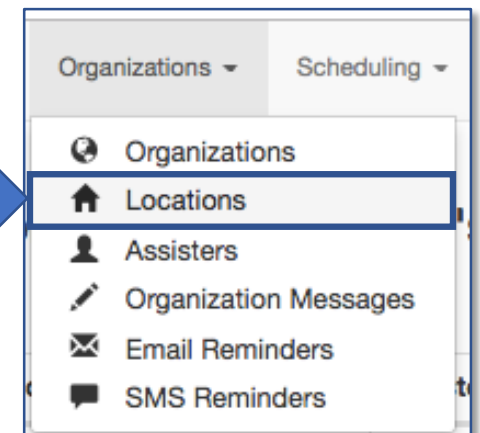 Organizations Scheduling
Organizations
Locations
Assisters
Organization Messages
Email Reminders
SMS Reminders